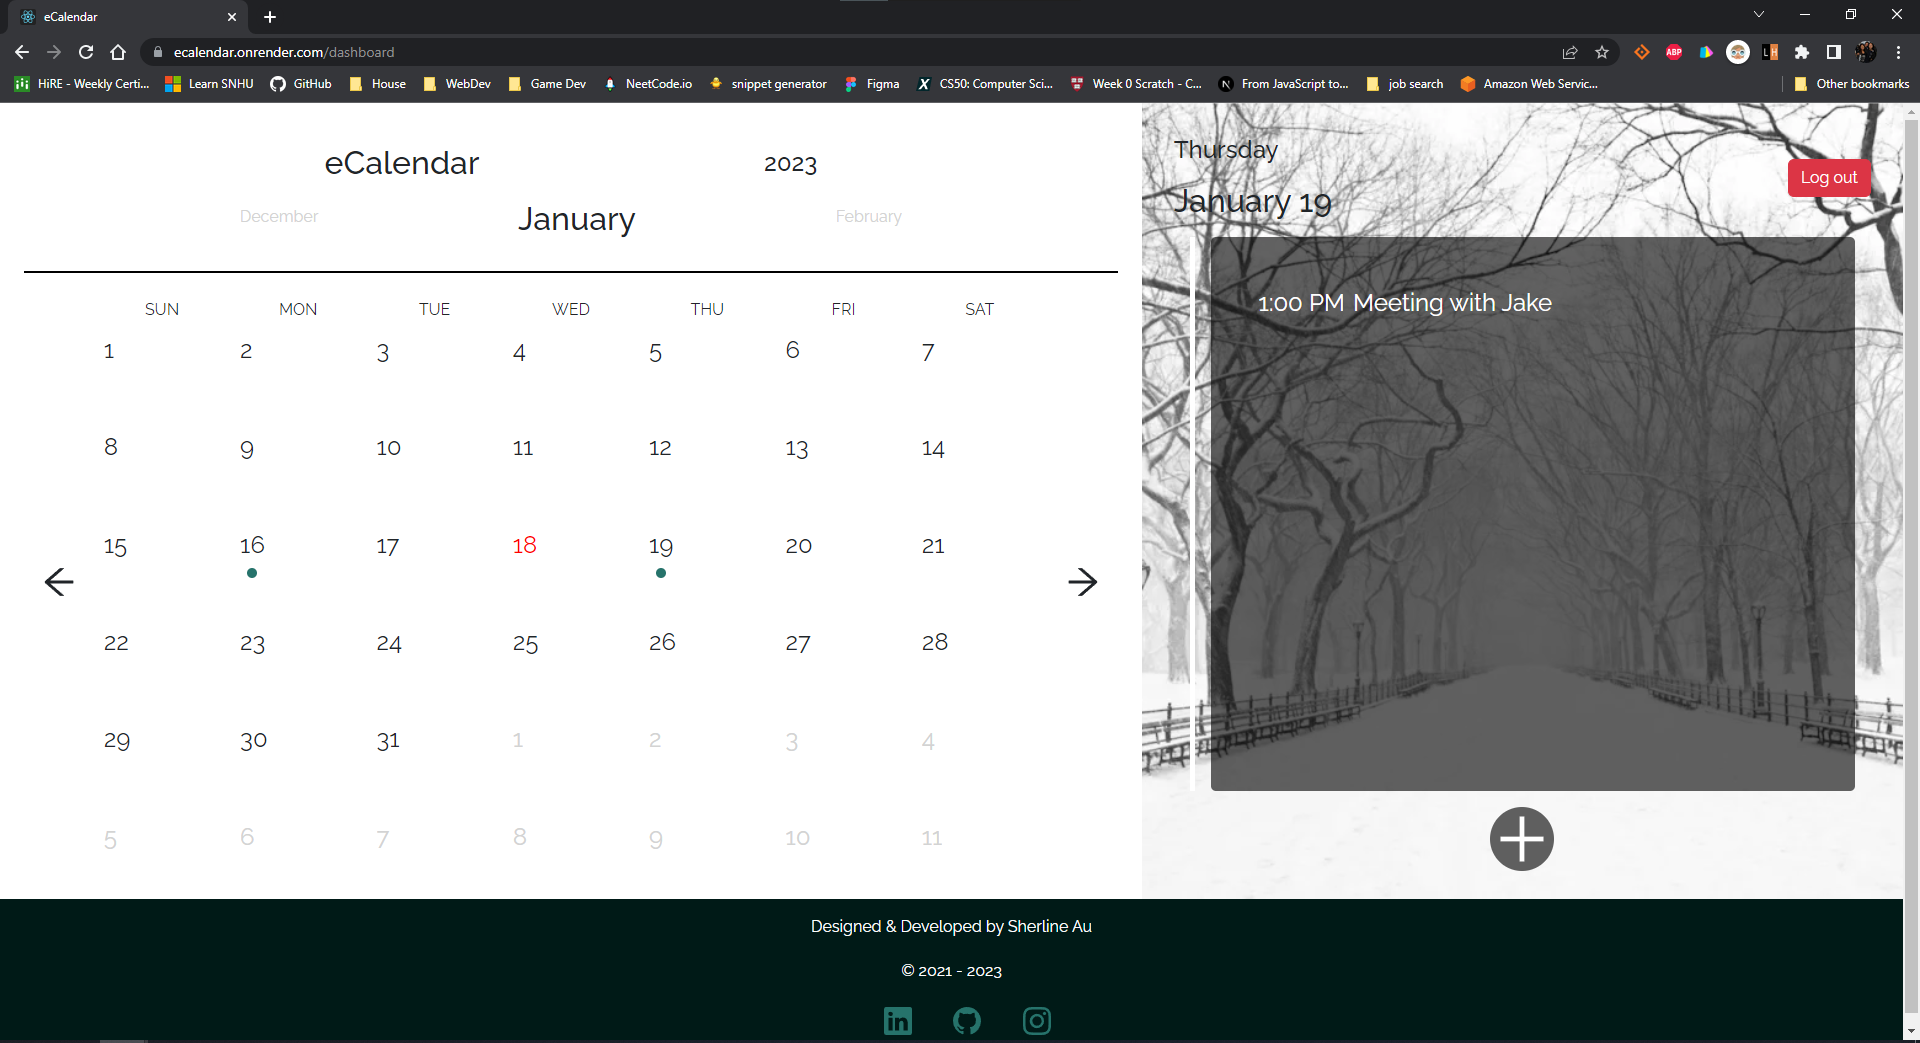 eCalendar
ecalendar.onrender.com/dashboard
ABP
L H
HiRE - Weekly Certi... Learn SNHU GitHub House WebDev Game Dev NeetCode.io snippet generator Figma CS50: Computer Sci... Week 0 Scratch - C... From JavaScript to... job search Amazon Web Servic... Other bookmarks
eCalendar 2023
December January February
SUN MON TUE WED THU FRI SAT
1 2 3 4 5 6 7
8 9 10 11 12 13 14
15 16 17 18 19 20 21
22 23 24 25 26 27 28
29 30 31 1 2 3 4
5 6 7 8 9 10 11
Thursday
January 19
Log out
1:00 PM Meeting with Jake
Designed & Developed by Sherline Au
© 2021 - 2023
in